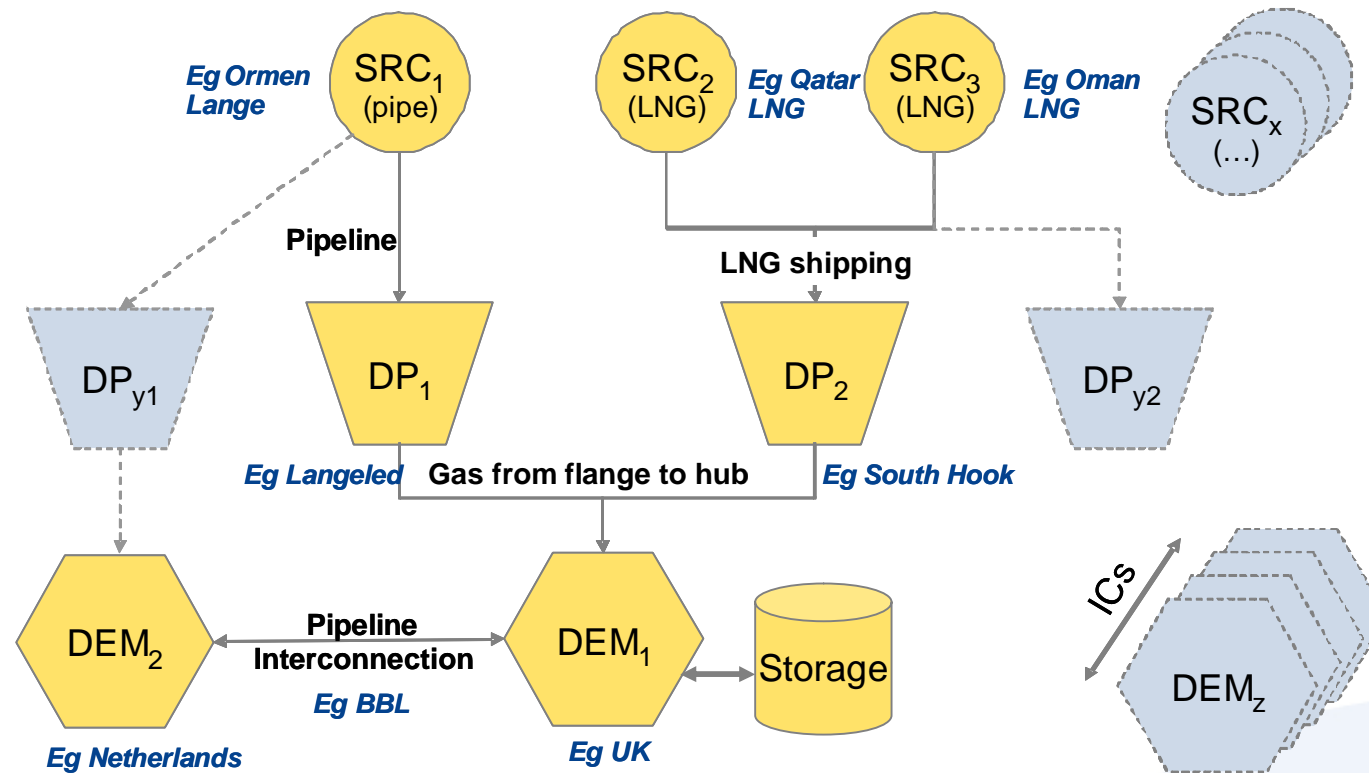 Eg Ormen
Lange
SRC1
(pipe)
SRC2
(LNG)
Eg Qatar
LNG
SRC3
(LNG)
Eg Oman
LNG
SRCx
(...)
Pipeline
LNG shipping
DPy1
DP1
DP2
DPy2
Eg Langeled
Gas from flange to hub
Eg South Hook
DEM2
Pipeline
Interconnection
Eg BBL
DEM1
Storage
ICs
DEMz
Eg Netherlands
Eg UK